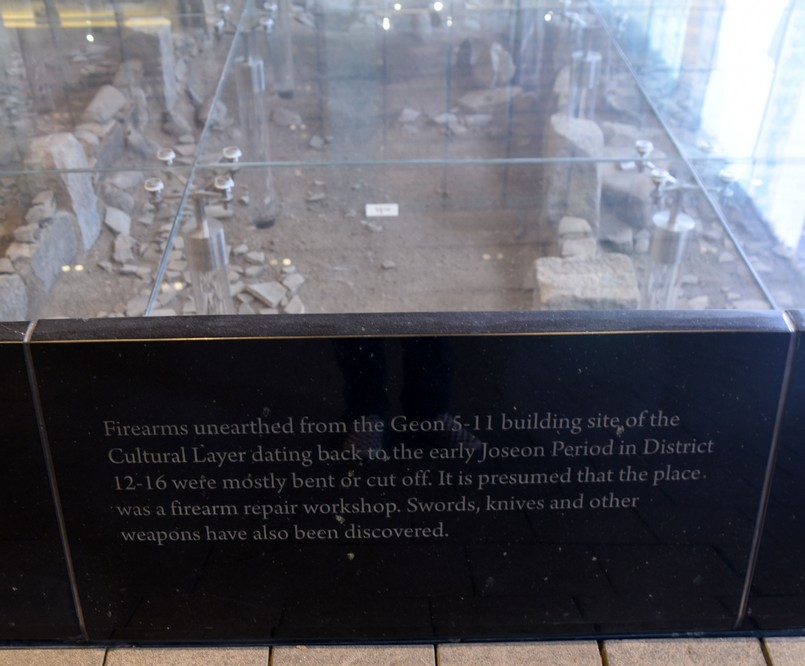 Firearms unearthed from the Geon 5-11 building site of the
Cultural Layer dating back to the early Joseon Period in District
12-16 were mostly bent or cut off. It is presumed that the place
was a firearm repair workshop. Swords, knives and other
weapons have also been discovered.